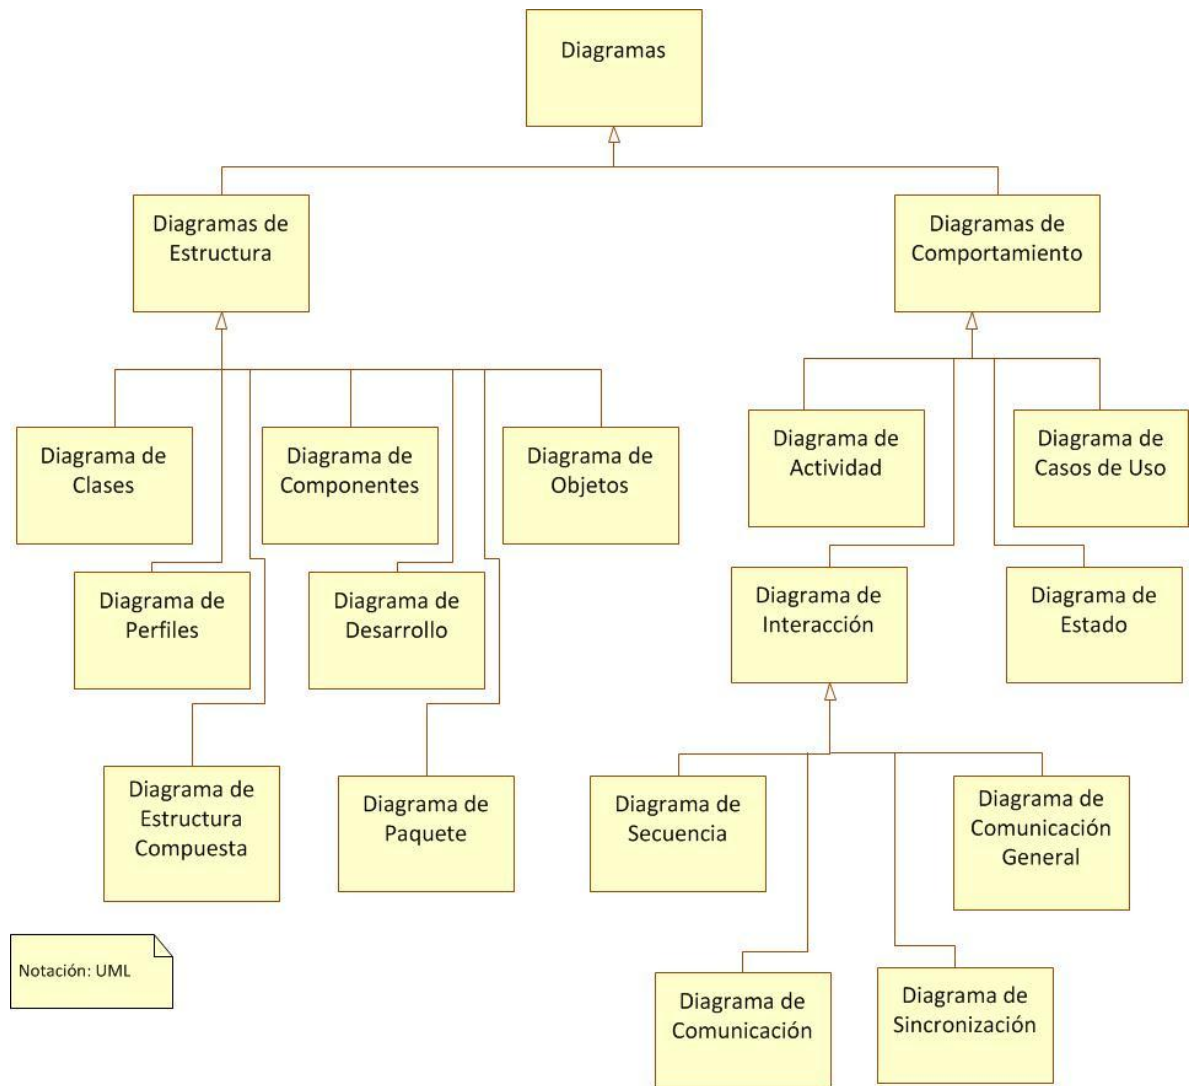 Diagramas
Diagramas de
Estructura
Diagramas de
Comportamiento
Diagrama de
Clases
Diagrama de
Componentes
Diagrama de
Objetos
Diagrama de
Actividad
Diagrama de
Casos de Uso
Diagrama de
Perfiles
Diagrama de
Desarrollo
Diagrama de
Interacción
Diagrama de
Estado
Diagrama de
Estructura
Compuesta
Diagrama de
Paquete
Diagrama de
Secuencia
Diagrama de
Comunicación
General
Notación: UML
Diagrama de
Comunicación
Diagrama de
Sincronización